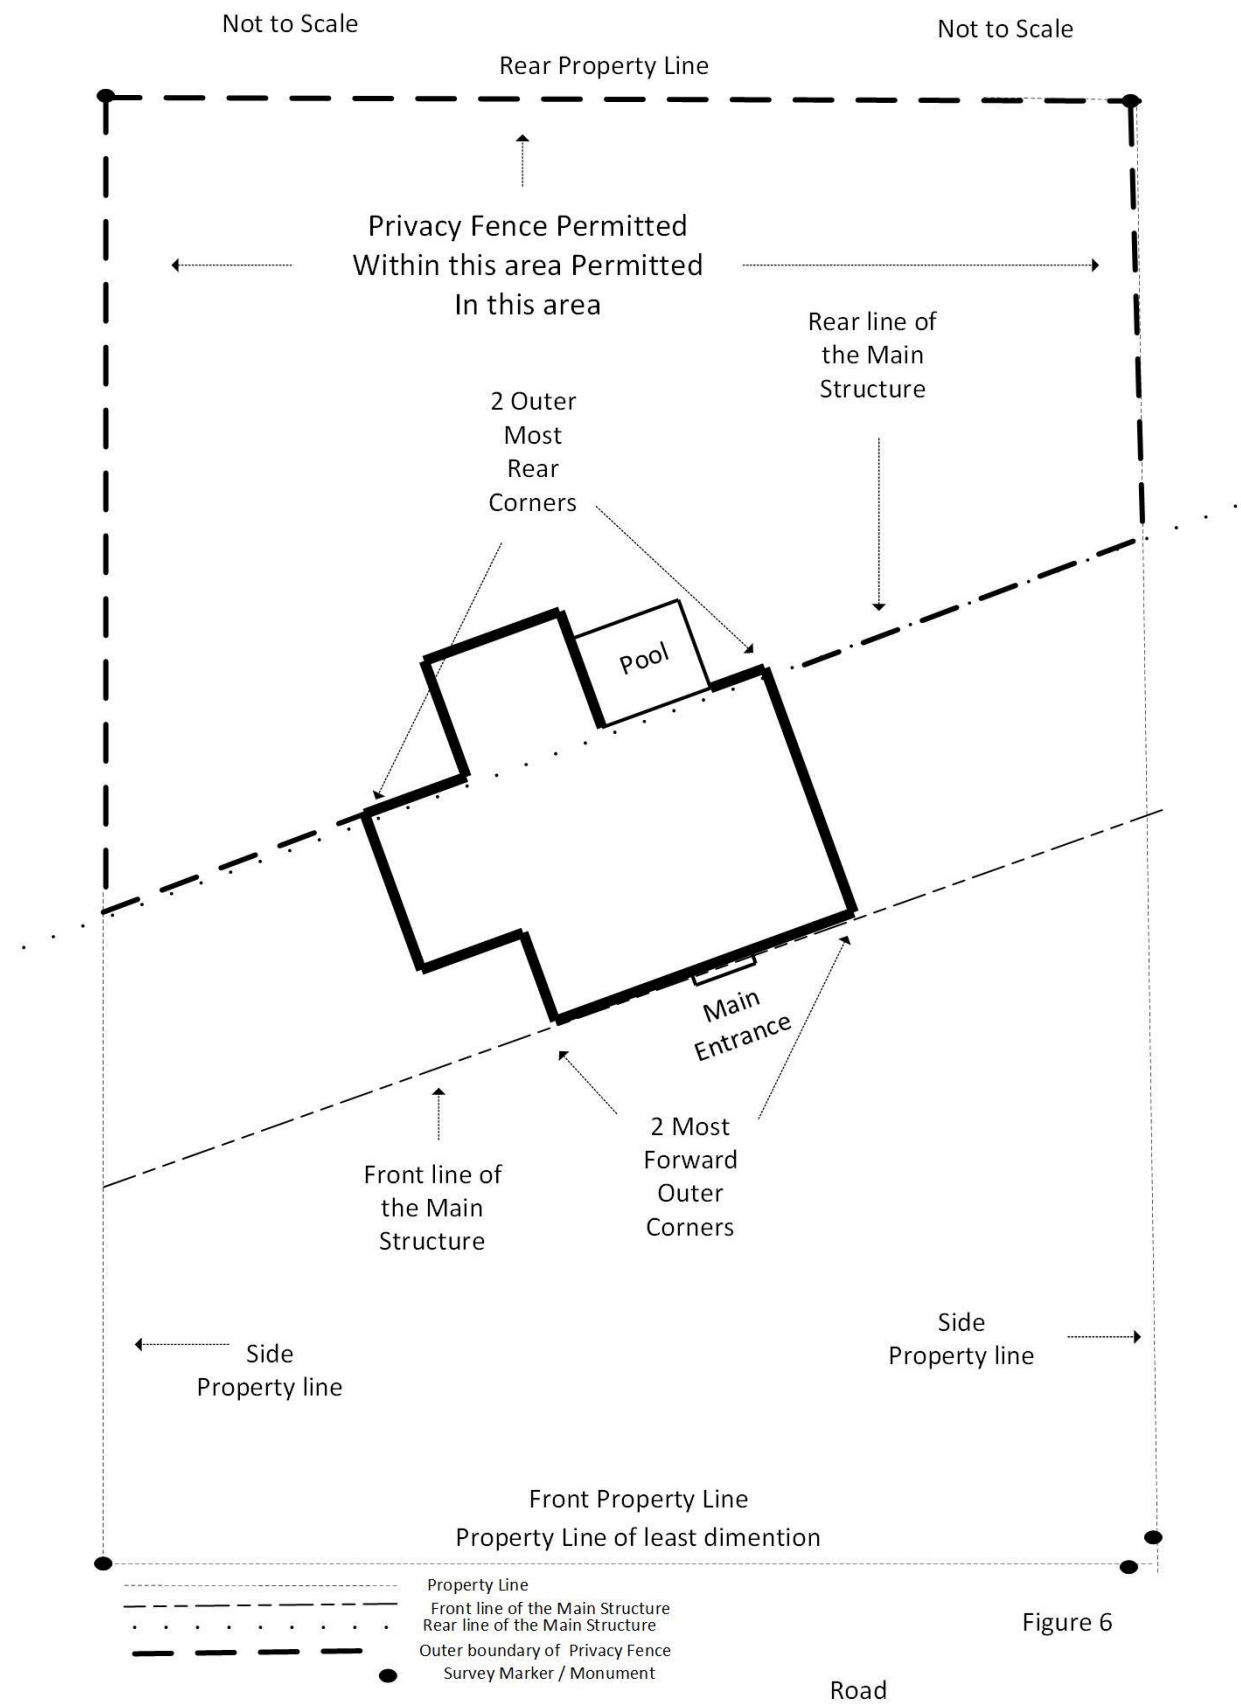 Not to Scale
Not to Scale
Rear Property Line
Privacy Fence Permitted
Within this area Permitted
In this area
Rear line of
the Main
Structure
2 Outer
Most
Rear
Corners
Pool
Main
Entrance
2 Most
Forward
Outer
Corners
Front line of
the Main
Structure
Side
Property line
Side
Property line
Front Property Line
Property Line of least dimention
Property Line
Front line of the Main Structure
Rear line of the Main Structure
Outer boundary of Privacy Fence
Survey Marker / Monument
Figure 6
Road